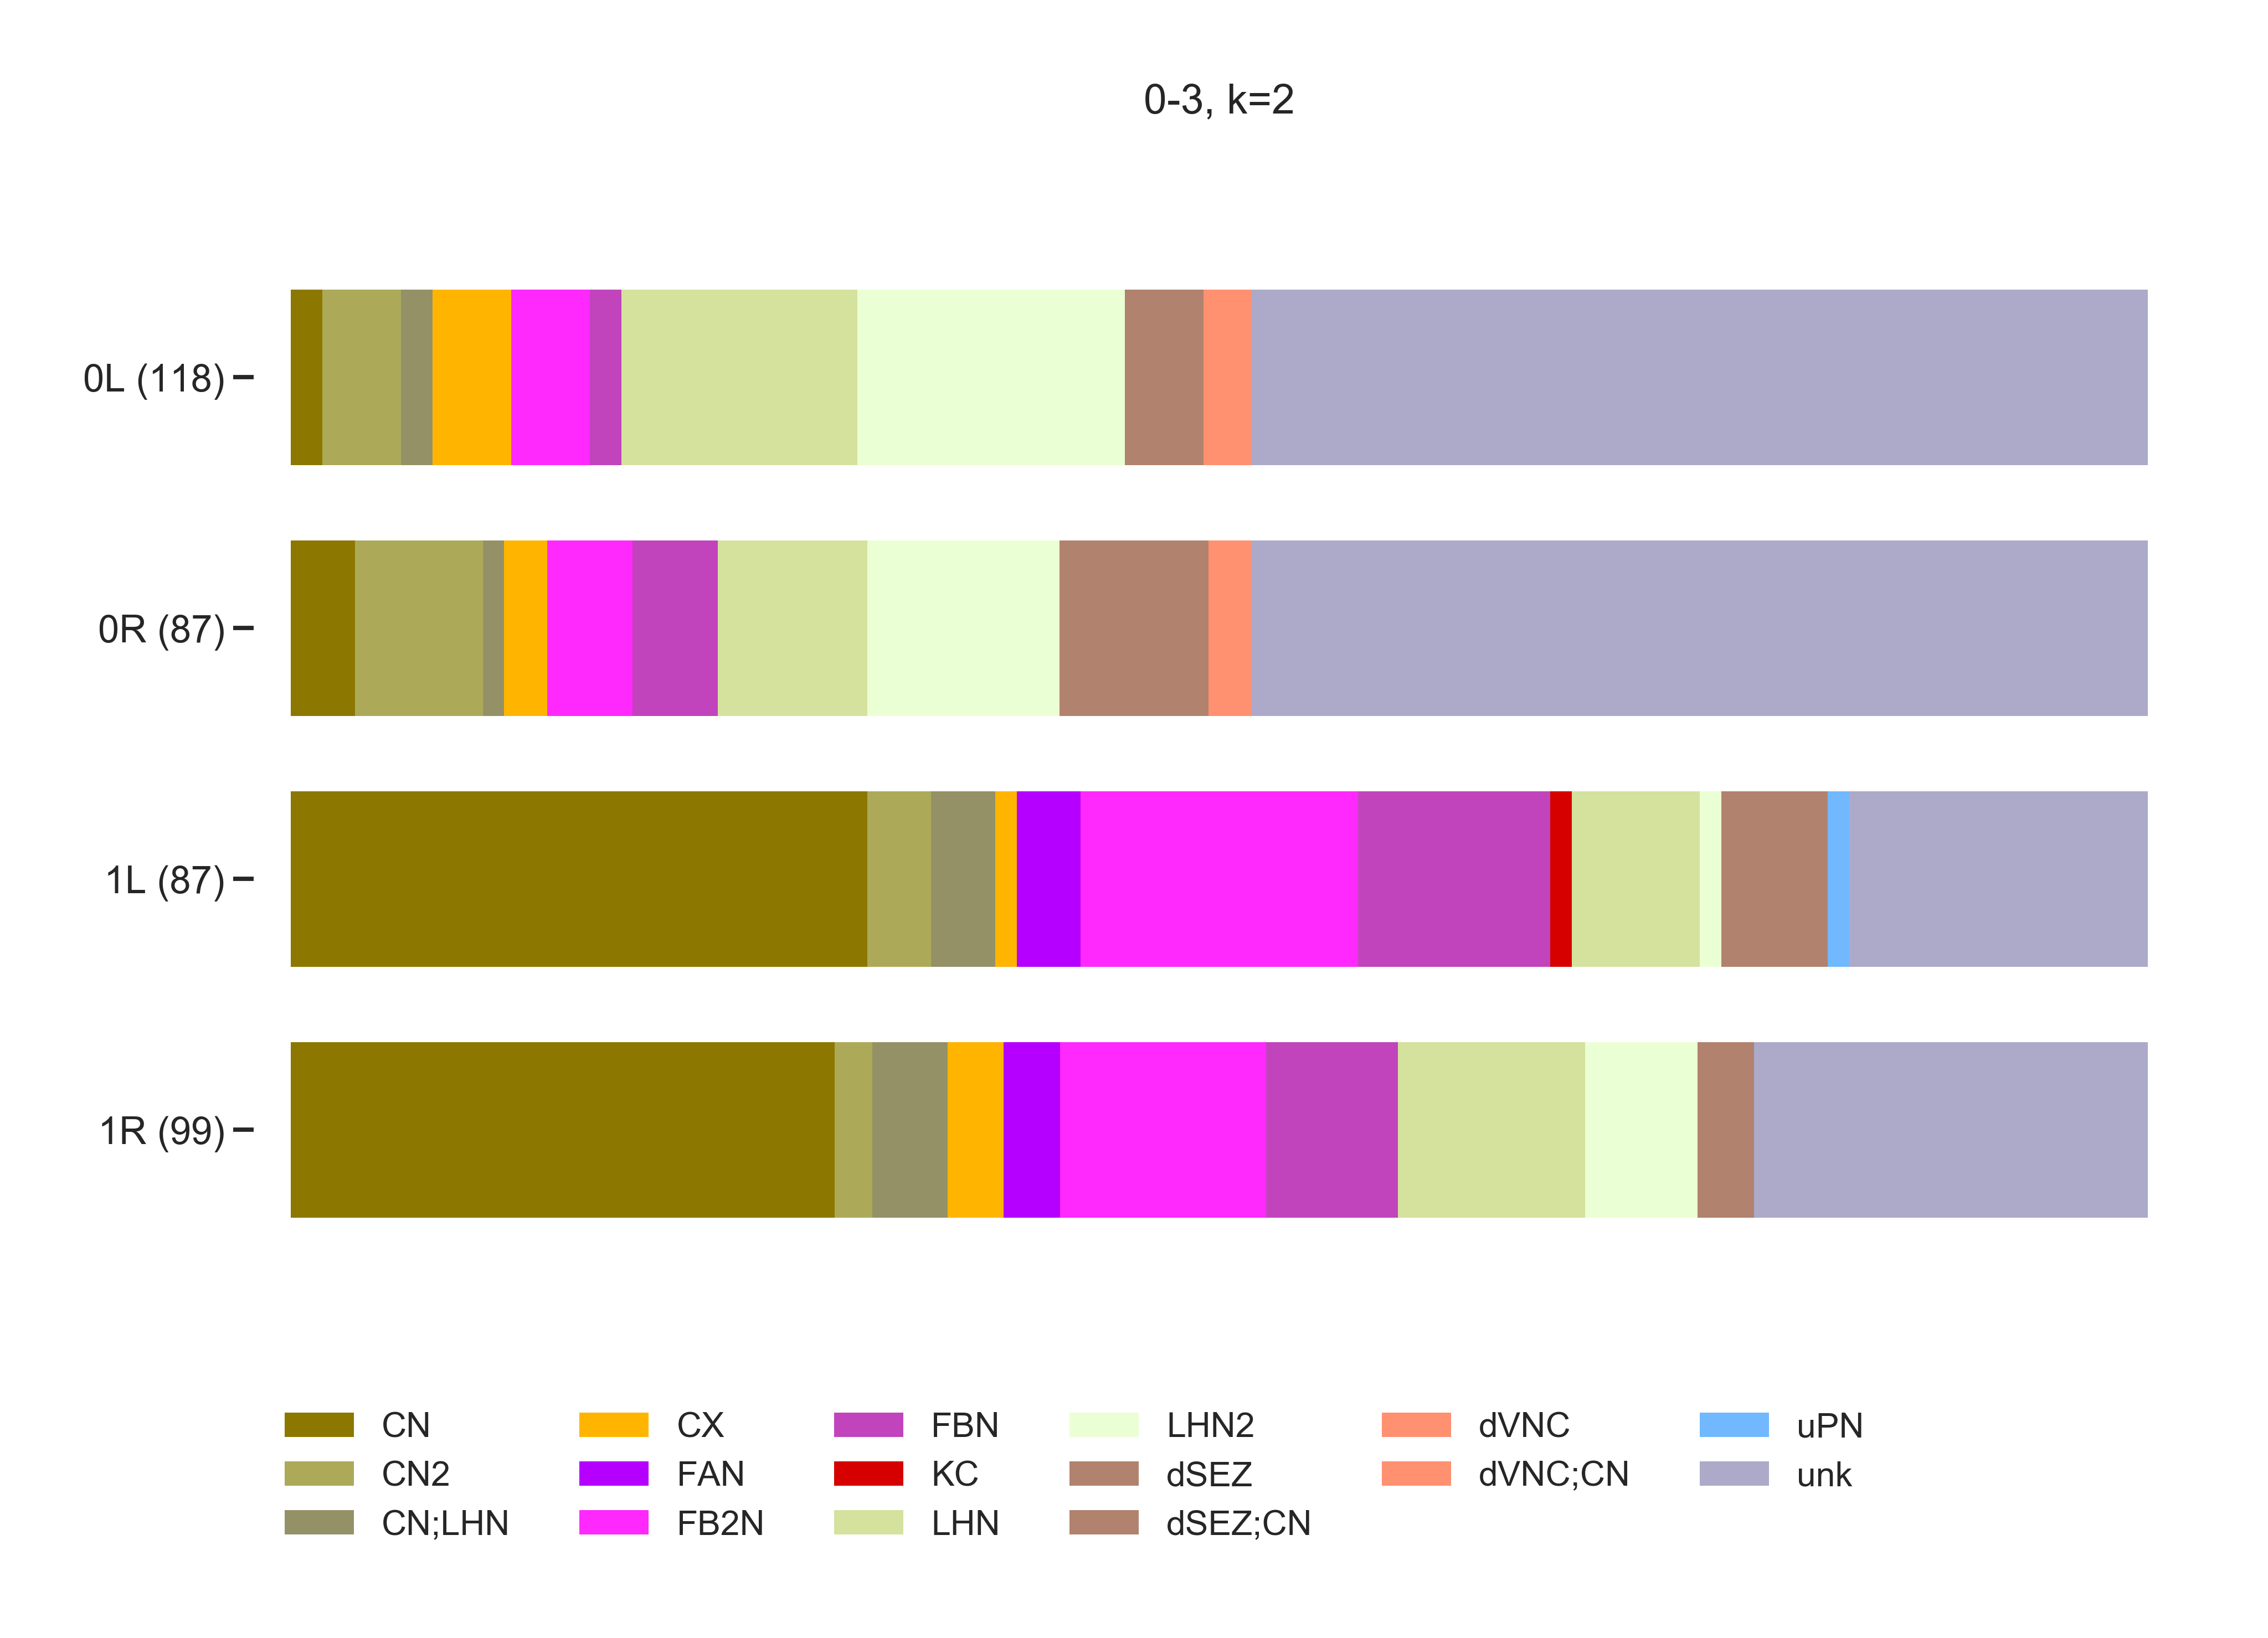 0-3, k=2
0L (118)
0R (87)
1L (87)
1R (99)
CN CX FBN LHN2 dVNC uPN
CN2 FAN KC dSEZ dVNC;CN unk
CN;LHN FB2N LHN dSEZ;CN